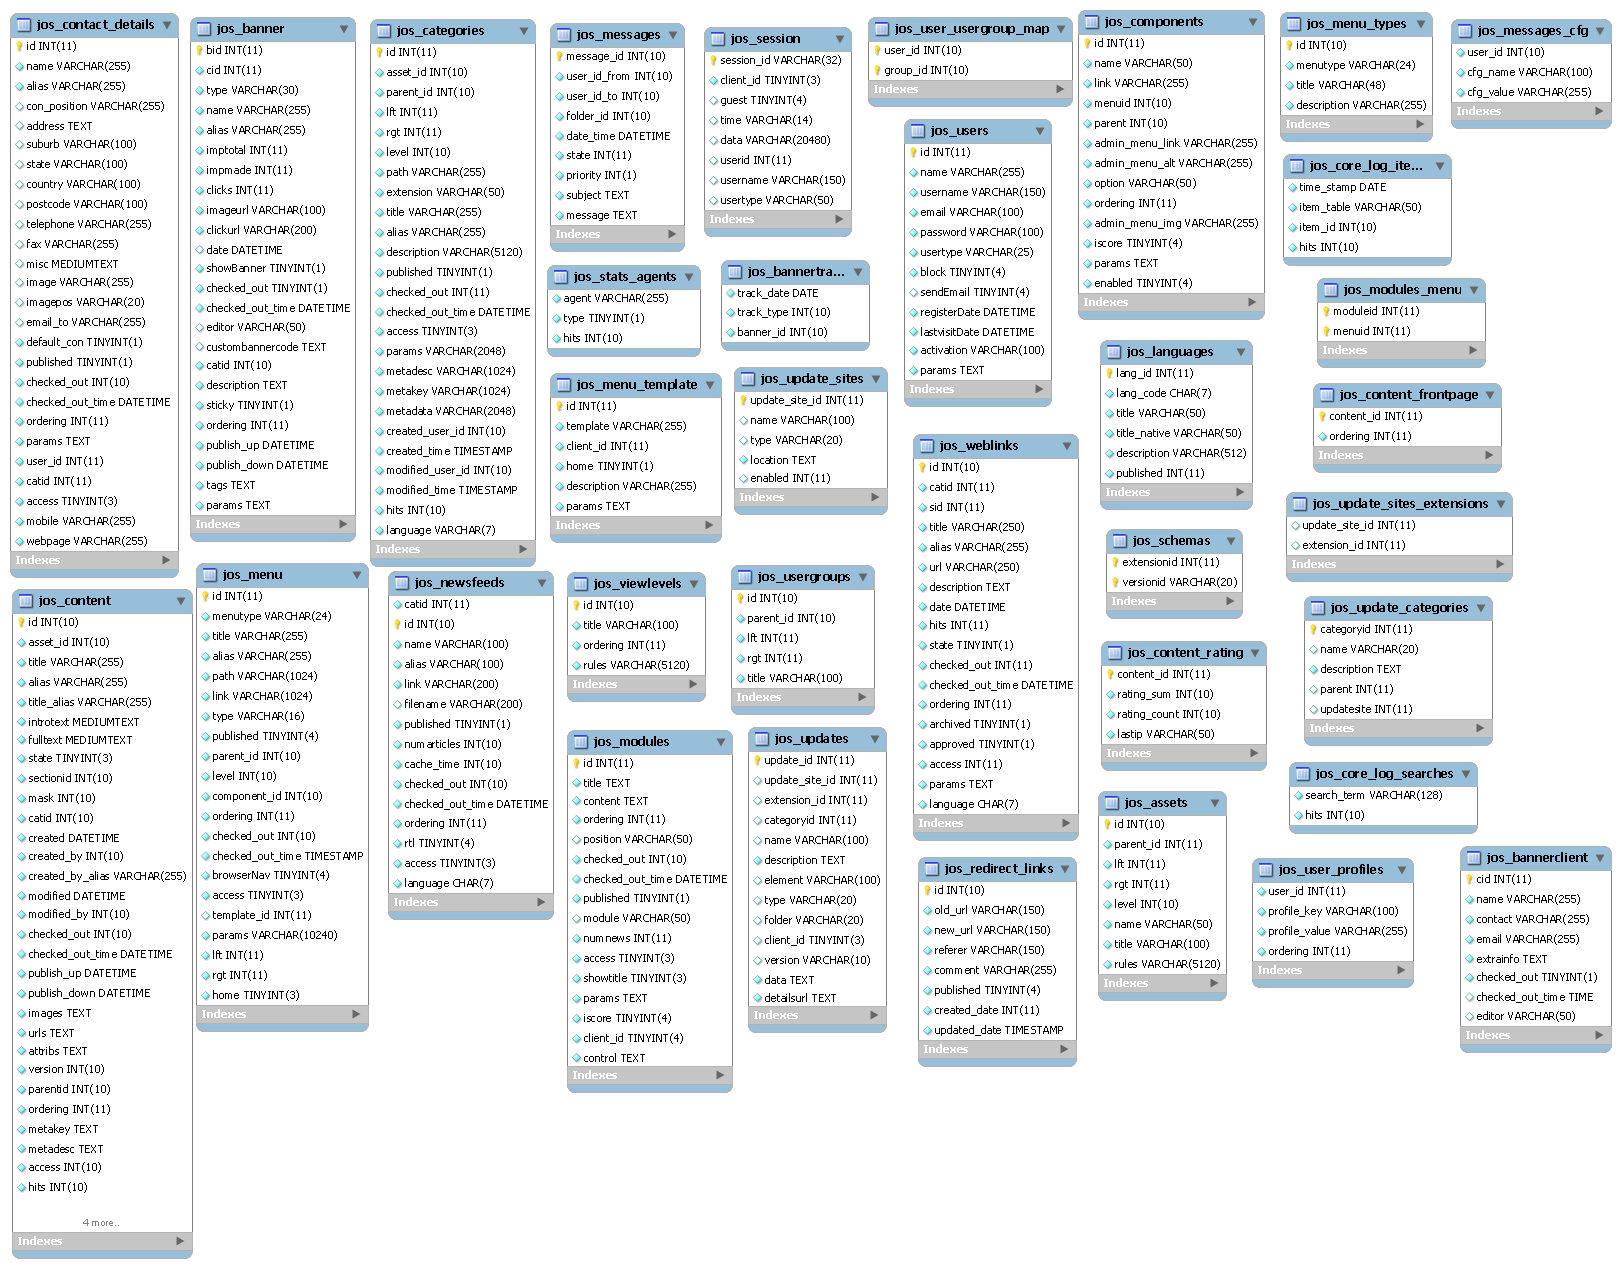 jos_contact_details
id INT(11)
name VARCHAR(255)
alias VARCHAR(255)
con_position VARCHAR(255)
address TEXT
suburb VARCHAR(100)
state VARCHAR(100)
country VARCHAR(100)
postcode VARCHAR(100)
telephone VARCHAR(255)
fax VARCHAR(255)
misc MEDIUMTEXT
image VARCHAR(255)
imagepos VARCHAR(20)
email_to VARCHAR(255)
default_con TINYINT(1)
published TINYINT(1)
checked_out INT(10)
checked_out_time DATETIME
ordering INT(11)
params TEXT
user_id INT(11)
catid INT(11)
access TINYINT(3)
mobile VARCHAR(255)
webpage VARCHAR(255)
Indexes
jos_banner
bid INT(11)
cid INT(11)
type VARCHAR(30)
name VARCHAR(255)
alias VARCHAR(255)
imptotal INT(11)
impmade INT(11)
clicks INT(11)
imageurl VARCHAR(100)
clickurl VARCHAR(200)
date DATETIME
showBanner TINYINT(1)
checked_out TINYINT(1)
checked_out_time DATETIME
editor VARCHAR(50)
custombannercode TEXT
catid INT(10)
description TEXT
sticky TINYINT(1)
ordering INT(11)
publish_up DATETIME
publish_down DATETIME
tags TEXT
params TEXT
Indexes
jos_categories
id INT(11)
asset_id INT(10)
parent_id INT(10)
lft INT(11)
rgt INT(11)
level INT(10)
path VARCHAR(255)
extension VARCHAR(50)
title VARCHAR(255)
alias VARCHAR(255)
description VARCHAR(5120)
published TINYINT(1)
checked_out INT(11)
checked_out_time DATETIME
access TINYINT(3)
params VARCHAR(2048)
metadesc VARCHAR(1024)
metakey VARCHAR(1024)
metadata VARCHAR(2048)
created_user_id INT(10)
created_time TIMESTAMP
modified_user_id INT(10)
modified_time TIMESTAMP
hits INT(10)
language VARCHAR(7)
Indexes
jos_messages
message_id INT(10)
user_id_from INT(10)
user_id_to INT(10)
folder_id INT(10)
date_time DATETIME
state INT(11)
priority INT(1)
subject TEXT
message TEXT
Indexes
jos_session
session_id VARCHAR(32)
client_id TINYINT(3)
guest TINYINT(4)
time VARCHAR(14)
data VARCHAR(20480)
userid INT(11)
username VARCHAR(150)
usertype VARCHAR(50)
Indexes
jos_user_usergroup_map
user_id INT(10)
group_id INT(10)
Indexes
jos_users
id INT(11)
name VARCHAR(255)
username VARCHAR(150)
email VARCHAR(100)
password VARCHAR(100)
usertype VARCHAR(25)
block TINYINT(4)
sendEmail TINYINT(4)
registerDate DATETIME
lastvisitDate DATETIME
activation VARCHAR(100)
params TEXT
Indexes
jos_components
id INT(11)
name VARCHAR(50)
link VARCHAR(255)
menuid INT(10)
parent INT(10)
admin_menu_link VARCHAR(255)
admin_menu_alt VARCHAR(255)
option VARCHAR(50)
ordering INT(11)
admin_menu_img VARCHAR(255)
iscore TINYINT(4)
params TEXT
enabled TINYINT(4)
Indexes
jos_menu_types
id INT(10)
menutype VARCHAR(24)
title VARCHAR(48)
description VARCHAR(255)
Indexes
jos_messages_cfg
user_id INT(10)
cfg_name VARCHAR(100)
cfg_value VARCHAR(255)
Indexes
jos_core_log_ite...
time_stamp DATE
item_table VARCHAR(50)
item_id INT(10)
hits INT(10)
Indexes
jos_stats_agents
agent VARCHAR(255)
type TINYINT(1)
hits INT(10)
Indexes
jos_bannertra...
track_date DATE
track_type INT(10)
banner_id INT(10)
Indexes
jos_modules_menu
moduleid INT(11)
menuid INT(11)
Indexes
jos_menu_template
id INT(11)
template VARCHAR(255)
client_id INT(11)
home TINYINT(1)
description VARCHAR(255)
params TEXT
Indexes
jos_update_sites
update_site_id INT(11)
name VARCHAR(100)
type VARCHAR(20)
location TEXT
enabled INT(11)
Indexes
jos_languages
lang_id INT(11)
lang_code CHAR(7)
title VARCHAR(50)
title_native VARCHAR(50)
description VARCHAR(512)
published INT(11)
Indexes
jos_content_frontpage
content_id INT(11)
ordering INT(11)
Indexes
jos_weblinks
id INT(10)
catid INT(11)
sid INT(11)
title VARCHAR(250)
alias VARCHAR(255)
url VARCHAR(250)
description TEXT
date DATETIME
hits INT(11)
state TINYINT(1)
checked_out INT(11)
checked_out_time DATETIME
ordering INT(11)
archived TINYINT(1)
approved TINYINT(1)
access INT(11)
params TEXT
language CHAR(7)
Indexes
jos_update_sites_extensions
update_site_id INT(11)
extension_id INT(11)
Indexes
jos_schemas
extensionid INT(11)
versionid VARCHAR(20)
Indexes
jos_content
id INT(10)
asset_id INT(10)
title VARCHAR(255)
alias VARCHAR(255)
title_alias VARCHAR(255)
introtext MEDIUMTEXT
fulltext MEDIUMTEXT
state TINYINT(3)
sectionid INT(10)
mask INT(10)
catid INT(10)
created DATETIME
created_by INT(10)
created_by_alias VARCHAR(255)
modified DATETIME
modified_by INT(10)
checked_out INT(10)
checked_out_time DATETIME
publish_up DATETIME
publish_down DATETIME
images TEXT
urls TEXT
attribs TEXT
version INT(10)
parentid INT(10)
ordering INT(11)
metakey TEXT
metadesc TEXT
access INT(10)
hits INT(10)
4 more..
Indexes
jos_menu
id INT(11)
menutype VARCHAR(24)
title VARCHAR(255)
alias VARCHAR(255)
path VARCHAR(1024)
link VARCHAR(1024)
type VARCHAR(16)
published TINYINT(4)
parent_id INT(10)
level INT(10)
component_id INT(10)
ordering INT(11)
checked_out INT(10)
checked_out_time TIMESTAMP
browserNav TINYINT(4)
access TINYINT(3)
template_id INT(11)
params VARCHAR(10240)
lft INT(11)
rgt INT(11)
home TINYINT(3)
Indexes
jos_newsfeeds
catid INT(11)
id INT(10)
name VARCHAR(100)
alias VARCHAR(100)
link VARCHAR(200)
filename VARCHAR(200)
published TINYINT(1)
numarticles INT(10)
cache_time INT(10)
checked_out INT(10)
checked_out_time DATETIME
ordering INT(11)
rtl TINYINT(4)
access TINYINT(3)
language CHAR(7)
Indexes
jos_viewlevels
id INT(10)
title VARCHAR(100)
ordering INT(11)
rules VARCHAR(5120)
Indexes
jos_usergroups
id INT(10)
parent_id INT(10)
lft INT(11)
rgt INT(11)
title VARCHAR(100)
Indexes
jos_update_categories
categoryid INT(11)
name VARCHAR(20)
description TEXT
parent INT(11)
updatesite INT(11)
Indexes
jos_content_rating
content_id INT(11)
rating_sum INT(10)
rating_count INT(10)
lastip VARCHAR(50)
Indexes
jos_modules
id INT(11)
title TEXT
content TEXT
ordering INT(11)
position VARCHAR(50)
checked_out INT(10)
checked_out_time DATETIME
published TINYINT(1)
module VARCHAR(50)
numnews INT(11)
access TINYINT(3)
showtitle TINYINT(3)
params TEXT
iscore TINYINT(4)
client_id TINYINT(4)
control TEXT
Indexes
jos_updates
update_id INT(11)
update_site_id INT(11)
extension_id INT(11)
categoryid INT(11)
name VARCHAR(100)
description TEXT
element VARCHAR(100)
type VARCHAR(20)
folder VARCHAR(20)
client_id TINYINT(3)
version VARCHAR(10)
data TEXT
detailsurl TEXT
Indexes
jos_core_log_searches
search_term VARCHAR(128)
hits INT(10)
Indexes
jos_assets
id INT(10)
parent_id INT(11)
lft INT(11)
rgt INT(11)
level INT(10)
name VARCHAR(50)
title VARCHAR(100)
rules VARCHAR(5120)
Indexes
jos_redirect_links
id INT(10)
old_url VARCHAR(150)
new_url VARCHAR(150)
referer VARCHAR(150)
comment VARCHAR(255)
published TINYINT(4)
created_date INT(11)
updated_date TIMESTAMP
Indexes
jos_user_profiles
user_id INT(11)
profile_key VARCHAR(100)
profile_value VARCHAR(255)
ordering INT(11)
Indexes
jos_bannerclient
cid INT(11)
name VARCHAR(255)
contact VARCHAR(255)
email VARCHAR(255)
extrainfo TEXT
checked_out TINYINT(1)
checked_out_time TIME
editor VARCHAR(50)
Indexes